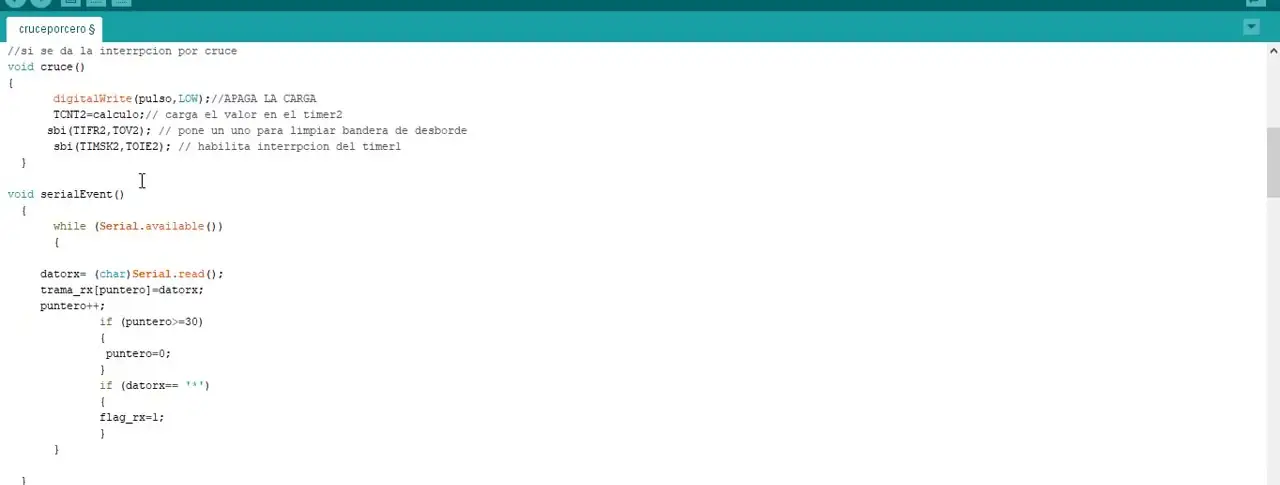 cruceporcero §
//si se da la interrpcion por cruce
void cruce()
{
digitalWrite(pulso,LOW);//APAGA LA CARGA
TCNT2=calculo;// carga el valor en el timer2
sbi(TIFR2,TOV2); // pone un uno para limpiar bandera de desborde
sbi(TIMSK2,TOIE2); // habilita interrpcion del timer1
}
void serialEvent()
{
while (Serial.available())
{
datorx= (char)Serial.read();
trama_rx[puntero]=datorx;
puntero++;
if (puntero>=30)
{
puntero=0;
}
if (datorx== '*')
{
flag_rx=1;
}
}
}